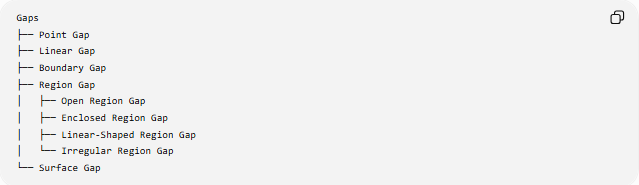 Gaps
├── Point Gap
├── Linear Gap
├── Boundary Gap
├── Region Gap
│   ├── Open Region Gap
│   ├── Enclosed Region Gap
│   ├── Linear-Shaped Region Gap
│   └── Irregular Region Gap
└── Surface Gap